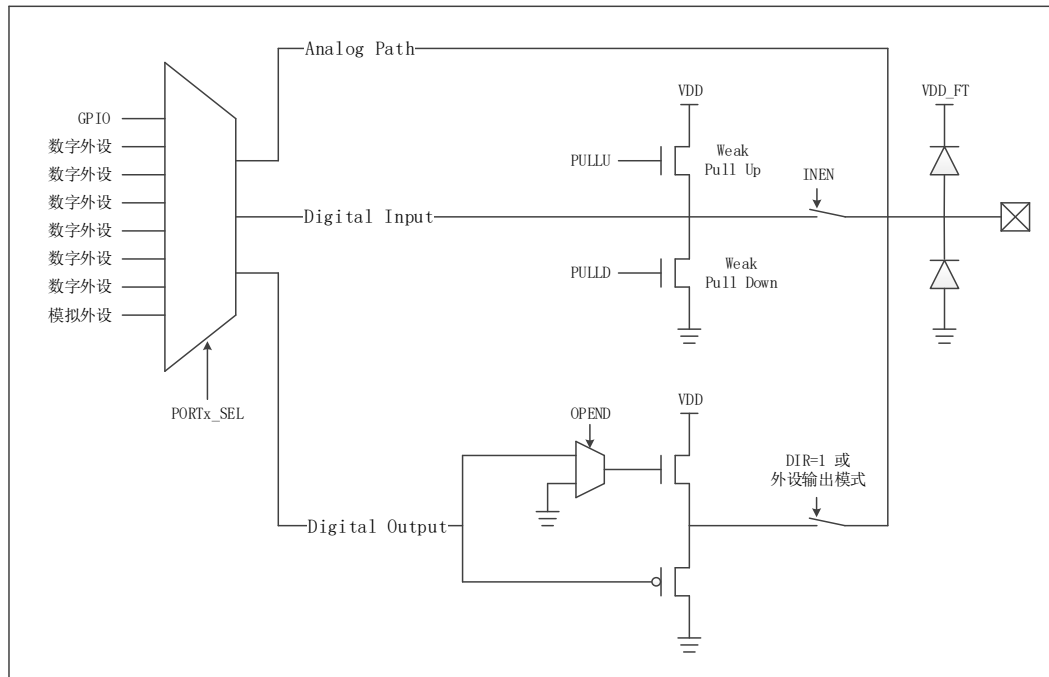 Analog Path
VDD
VDD_FT
GPIO
数字外设
数字外设
数字外设
数字外设
数字外设
数字外设
模拟外设
PULLU
Weak
Pull Up
INEN
Digital Input
PULLD
Weak
Pull Down
PORTx_SEL
OPEND
VDD
DIR=1 或
外设输出模式
Digital Output